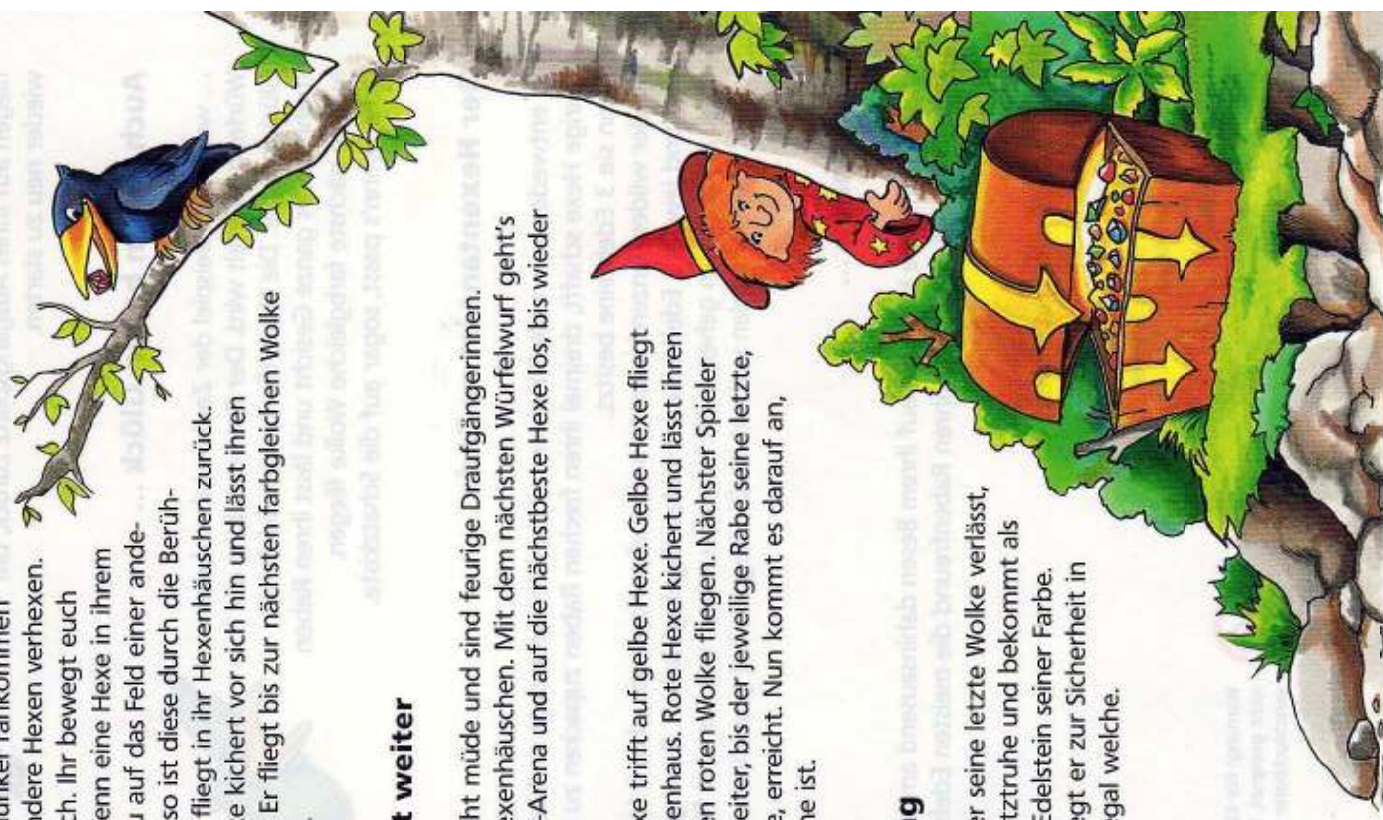 unker rankommen
ndere Hexen verhexen.
ch. Ihr bewegt euch
enn eine Hexe in ihrem
u auf das Feld einer ande-
so ist diese durch die Berüh-
fliegt in ihr Hexenhäuschen zurück.
e kichert vor sich hin und lässt ihren
Er fliegt bis zur nächsten farbgleichen Wolke
t weiter
ht müde und sind feurige Draufgängerinnen.
exenhäuschen. Mit dem nächsten Würfelwurf geht's
-Arena und auf die nächstbeste Hexe los, bis wieder
xe trifft auf gelbe Hexe. Gelbe Hexe fliegt
enhaus. Rote Hexe kichert und lässt ihren
en roten Wolke fliegen. Nächster Spieler
eiter, bis der jeweilige Rabe seine letzte,
e, erreicht. Nun kommt es darauf an,
he ist.
g
er seine letzte Wolke verlässt,
tztruhe und bekommt als
Edelstein seiner Farbe.
egt er zur Sicherheit in
egal welche.